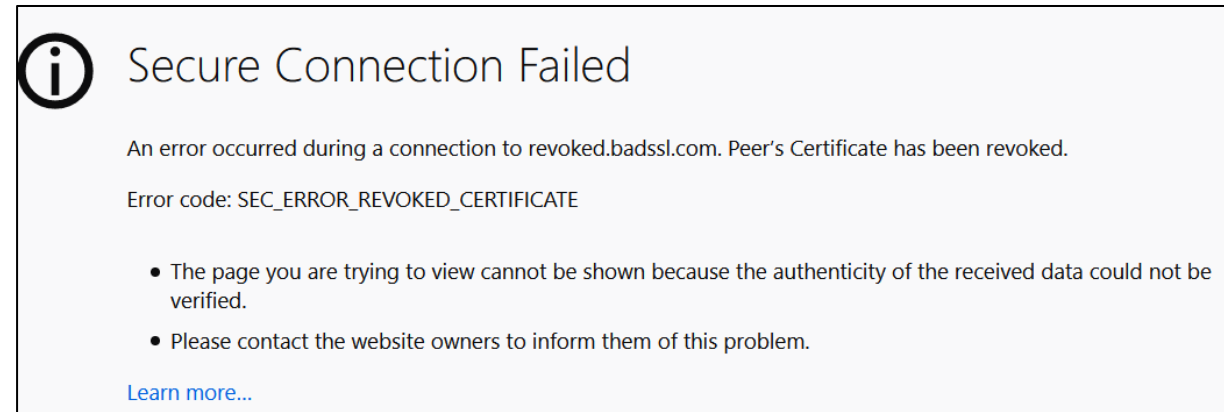 Secure Connection Failed
An error occurred during a connection to revoked.badssl.com. Peer’s Certificate has been revoked.
Error code: SEC_ERROR_REVOKED_CERTIFICATE
• The page you are trying to view cannot be shown because the authenticity of the received data could not be
verified.
• Please contact the website owners to inform them of this problem.
Learn more...